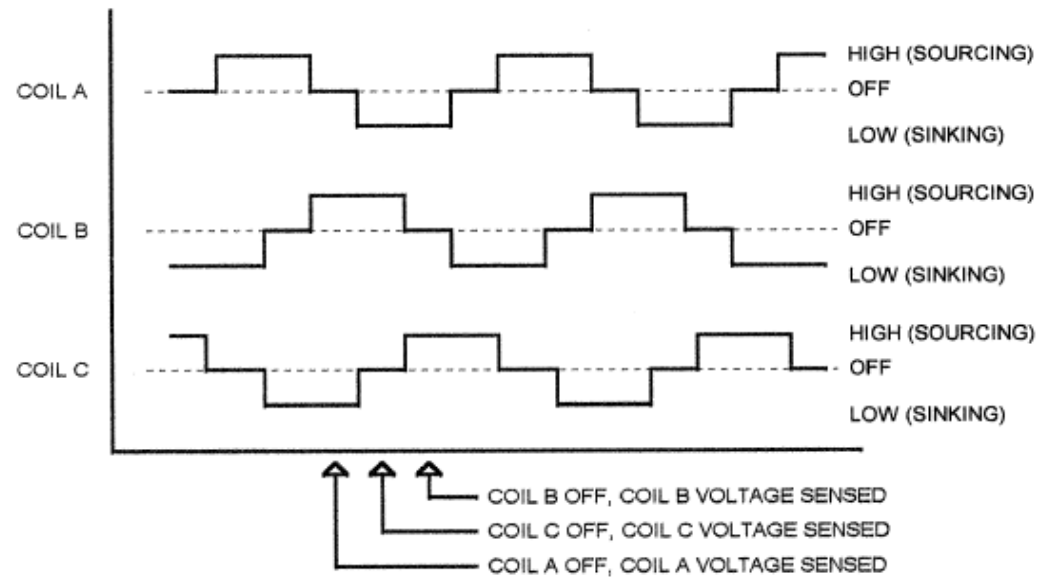 HIGH (SOURCING)
COIL A
OFF
LOW (SINKING)
HIGH (SOURCING)
COIL B
OFF
LOW (SINKING)
HIGH (SOURCING)
COIL C
OFF
LOW (SINKING)
COIL B OFF, COIL B VOLTAGE SENSED
COIL C OFF, COIL C VOLTAGE SENSED
COIL A OFF, COIL A VOLTAGE SENSED